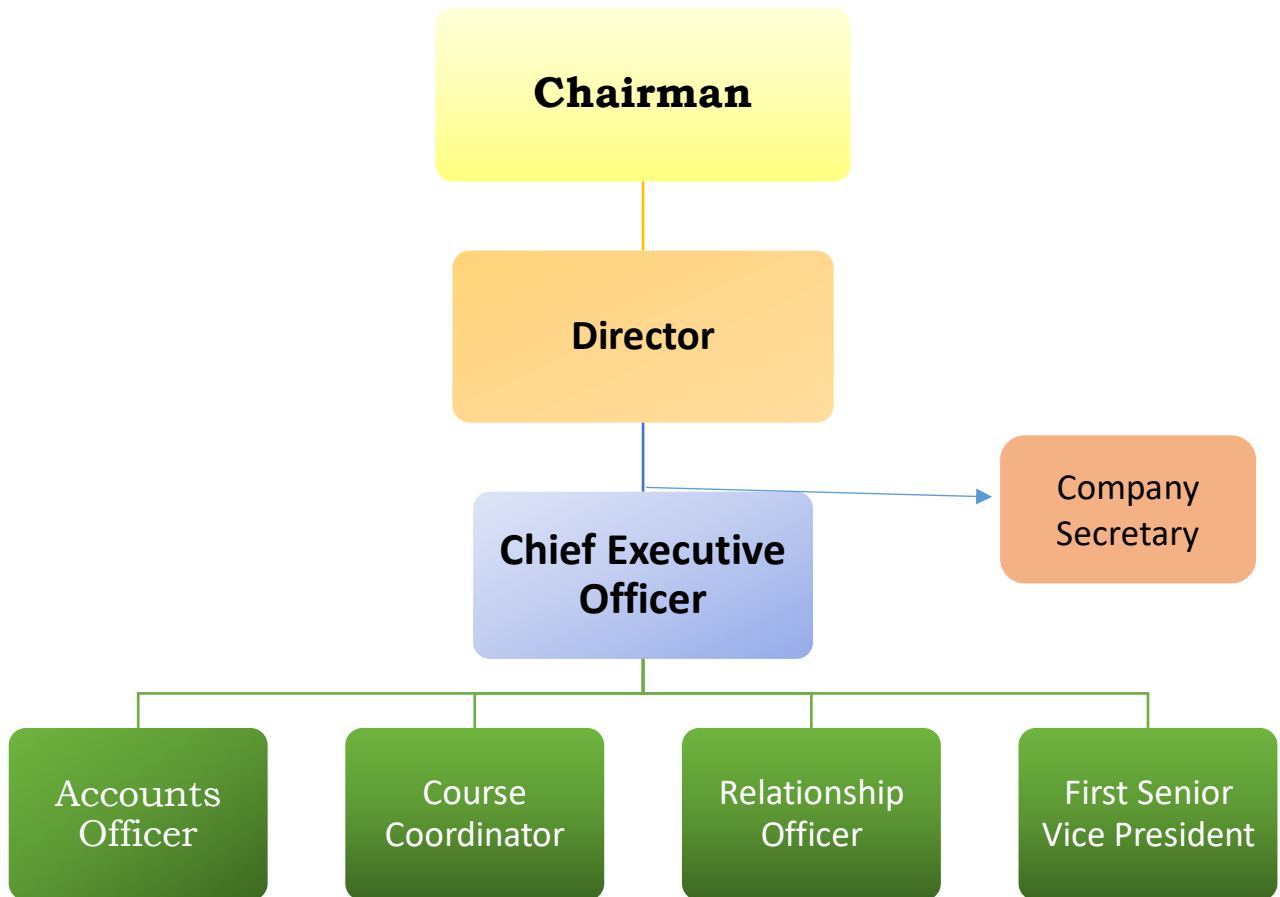 Chairman
Director
Company
Secretary
Chief Executive
Officer
Accounts
Officer
Course
Coordinator
Relationship
Officer
First Senior
Vice President